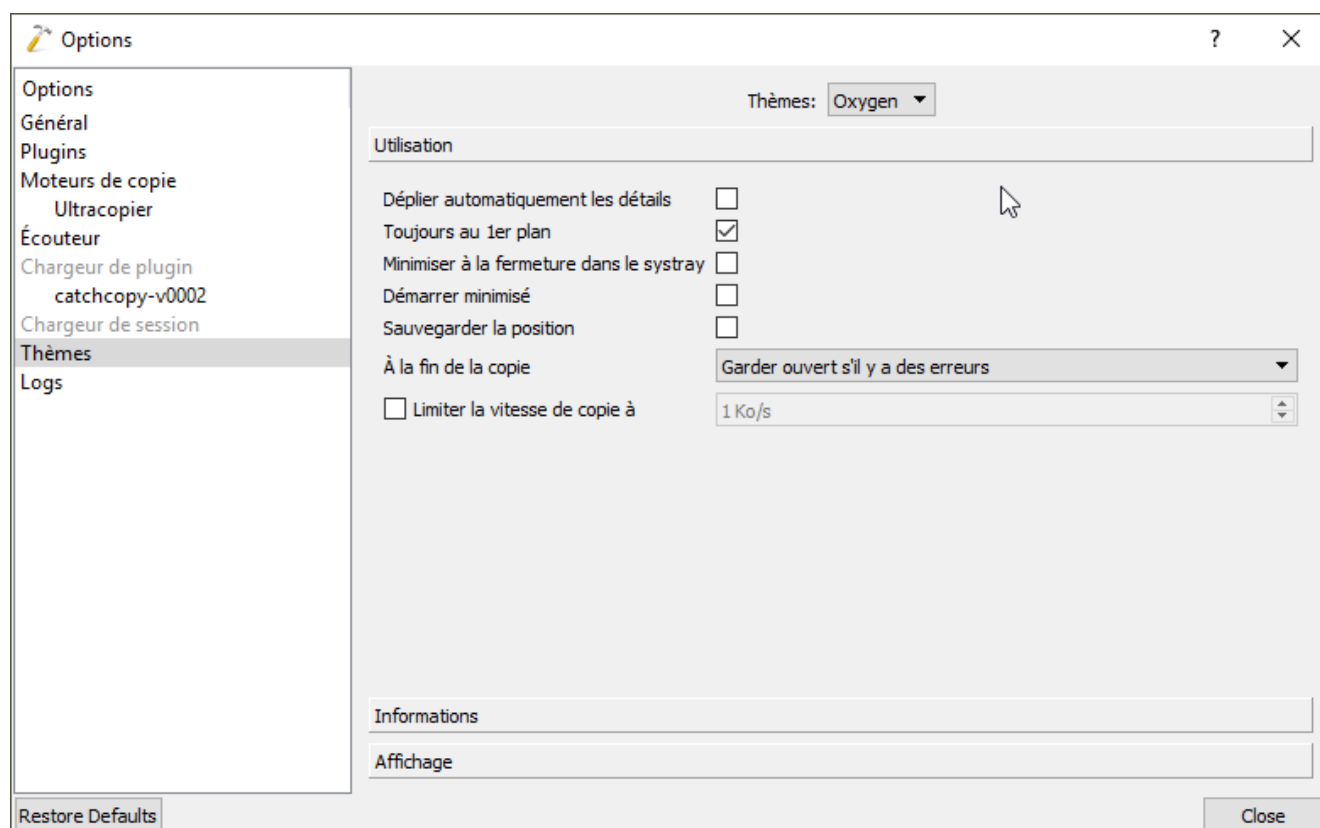 Options
?
Options
Général
Plugins
Moteurs de copie
Ultracopier
Écouteur
Chargeur de plugin
catchcopy-v0002
Chargeur de session
Thèmes
Logs
Thèmes: Oxygen
Utilisation
Déplier automatiquement les détails
Toujours au 1er plan
Minimiser à la fermeture dans le systray
Démarrer minimisé
Sauvegarder la position
À la fin de la copie Garder ouvert s'il y a des erreurs
Limiter la vitesse de copie à 1 Ko/s
Informations
Affichage
Restore Defaults
Close